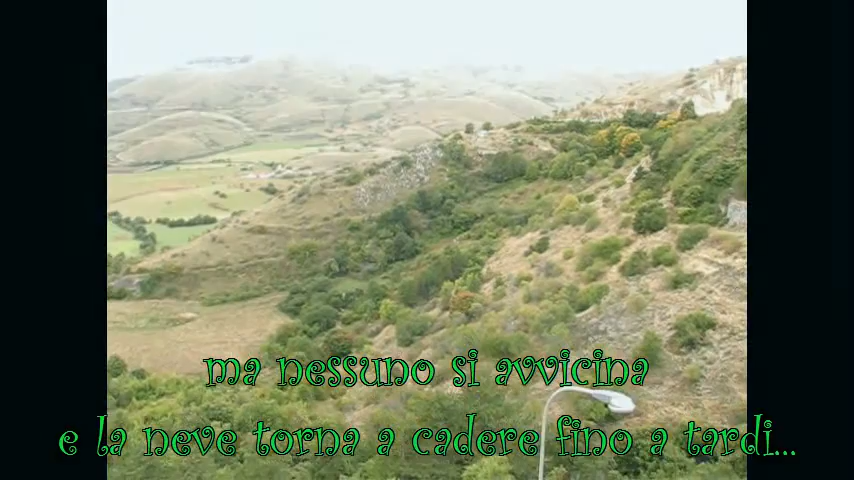 ma nessuno si avvicina
e la neve torna a cadere fino a tardi...